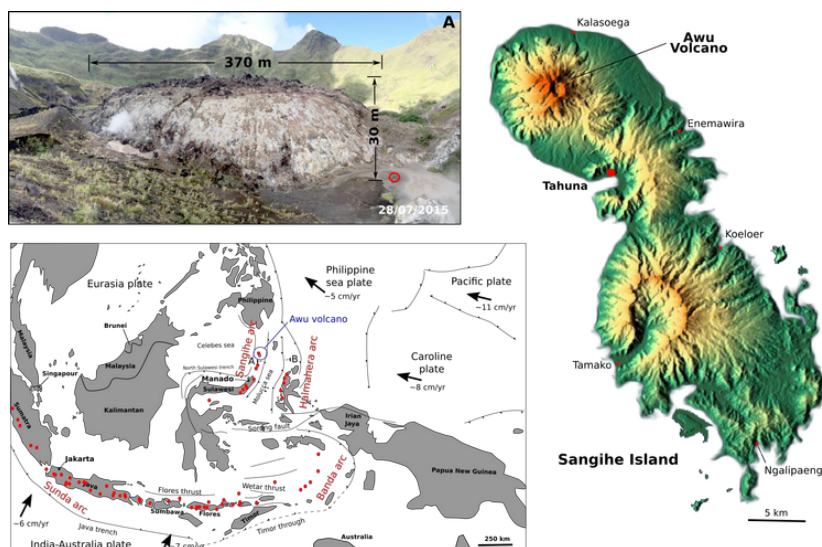 A
370 m
30 m
28/07/2015
Kalasoega
Awu
Volcano
Enemawira
Tahuna
Koeloer
Tamako
Sangihe Island
Ngalipaeng
5 km
Eurasia plate
Philippine
sea plate
~5 cm/yr
Pacific plate
~11 cm/yr
Philippine
Awu volcano
Brunei
Celebes sea
Sangihe arc
A
B
Halmahera arc
Caroline
plate
~8 cm/yr
Malaysia
Malaysia
Singapour
North Sulawesi trench
Manado
Sulawesi
Molucca sea
Kalimantan
Sumatra
Sorong fault
Irian
Jaya
Jakarta
Java
Papua New Guinea
Sunda arc
Flores thrust
Wetar thrust
Banda arc
Sumbawa
Flores
Timor
~6 cm/yr
Java trench
Timor through
~7 cm/yr
India-Australia plate
Australia
250 km